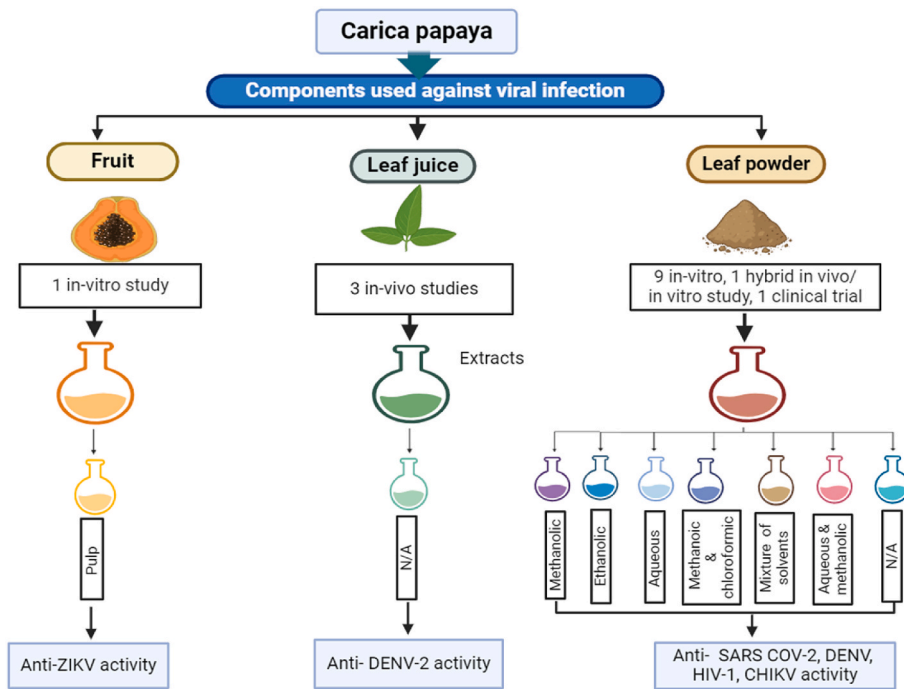 Carica papaya
Components used against viral infection
Fruit
Leaf juice
Leaf powder
1 in-vitro study
3 in-vivo studies
9 in-vitro, 1 hybrid in vivo/
in vitro study, 1 clinical trial
Extracts
Pulp
N/A
Methanolic
Ethanolic
Aqueous
Methanoic
&
chloroformic
Mixture of
solvents
Aqueous &
methanolic
N/A
Anti-ZIKV activity
Anti- DENV-2 activity
Anti- SARS COV-2, DENV,
HIV-1, CHIKV activity